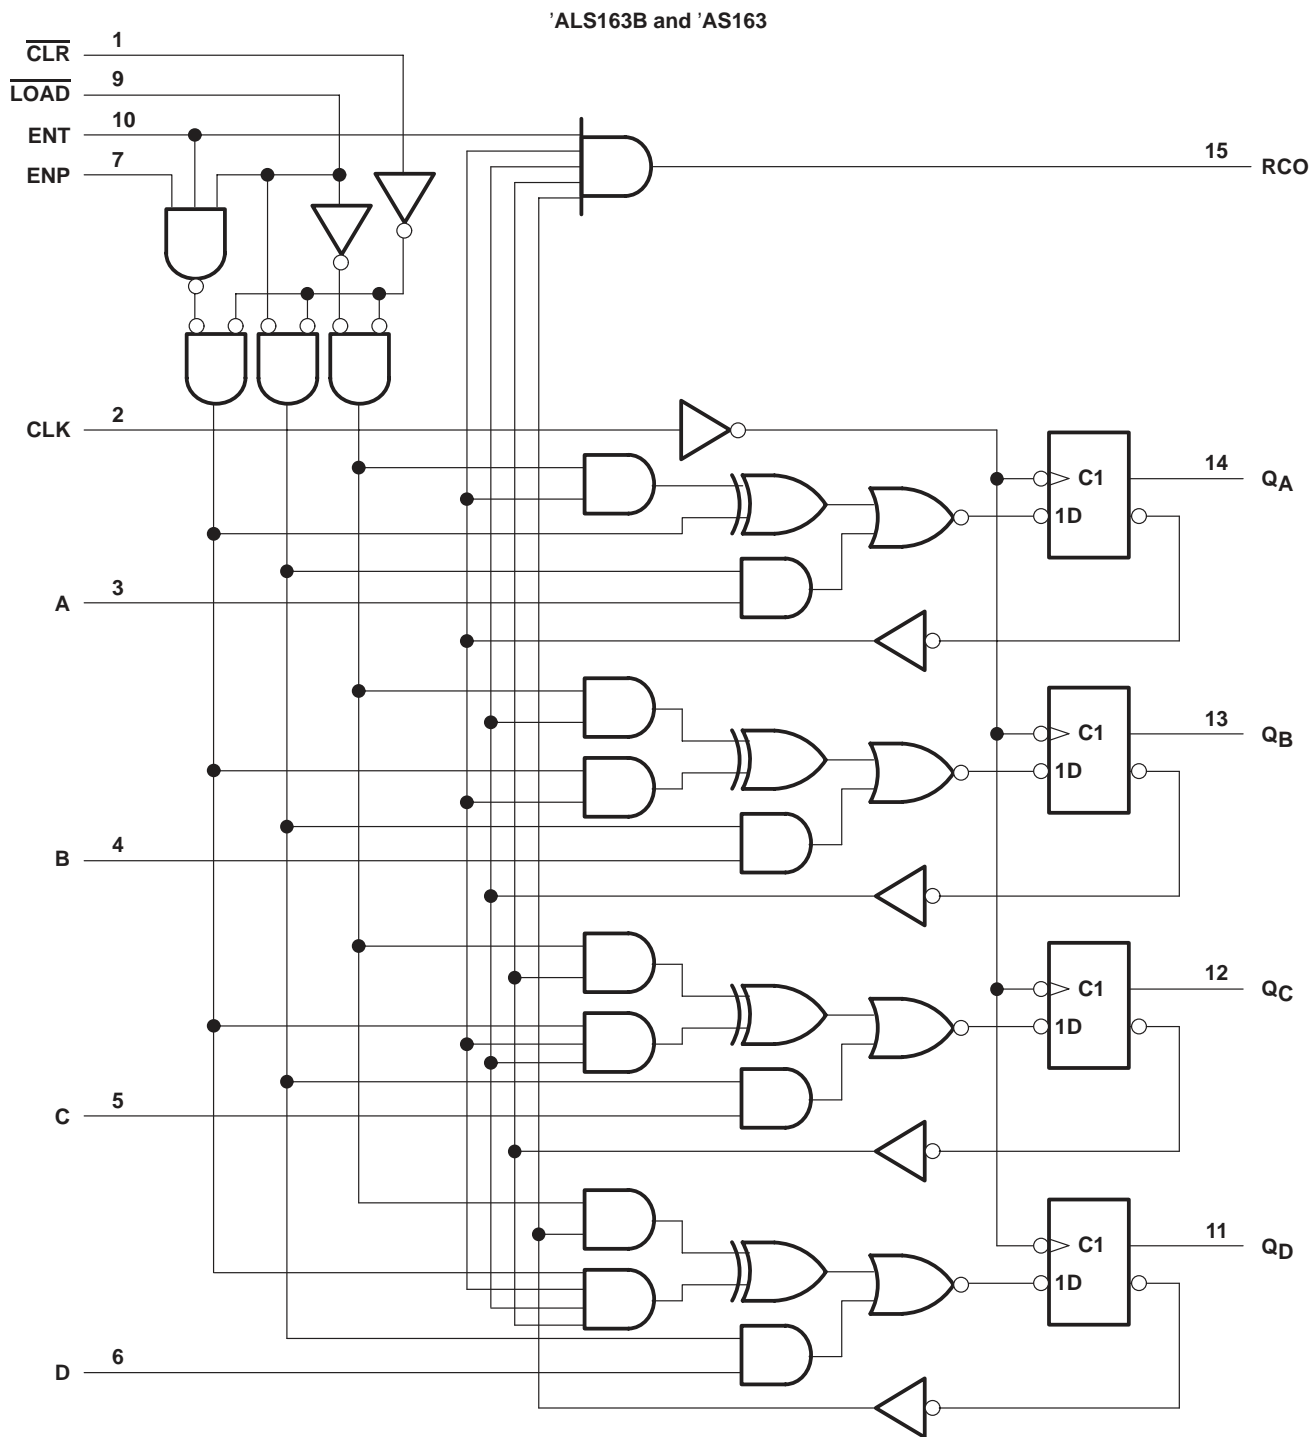 ’ALS163B and ’AS163
CLR 1
LOAD 9
ENT 10
ENP 7
15 RCO
CLK 2
C1
1D
14 QA
A 3
C1
1D
13 QB
B 4
C1
1D
12 QC
C 5
C1
1D
11 QD
D 6